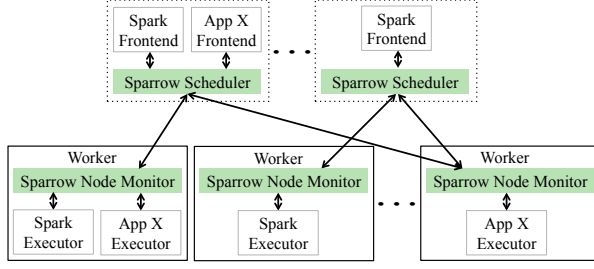 Spark
Frontend
App X
Frontend
Sparrow Scheduler
Spark
Frontend
Sparrow Scheduler
Worker
Sparrow Node Monitor
Spark
Executor
App X
Executor
Worker
Sparrow Node Monitor
Spark
Executor
Worker
Sparrow Node Monitor
App X
Executor